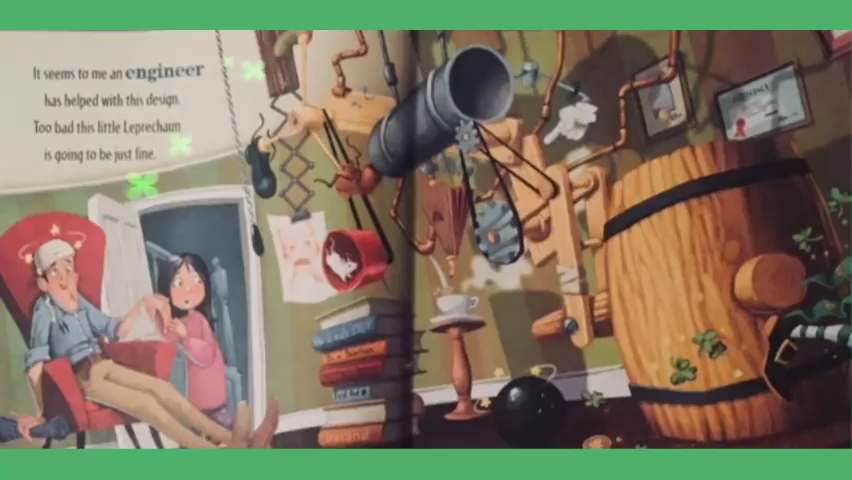 It seems to me an engineer
has helped with this design.
Too bad this little Leprechaun
is going to be just fine.